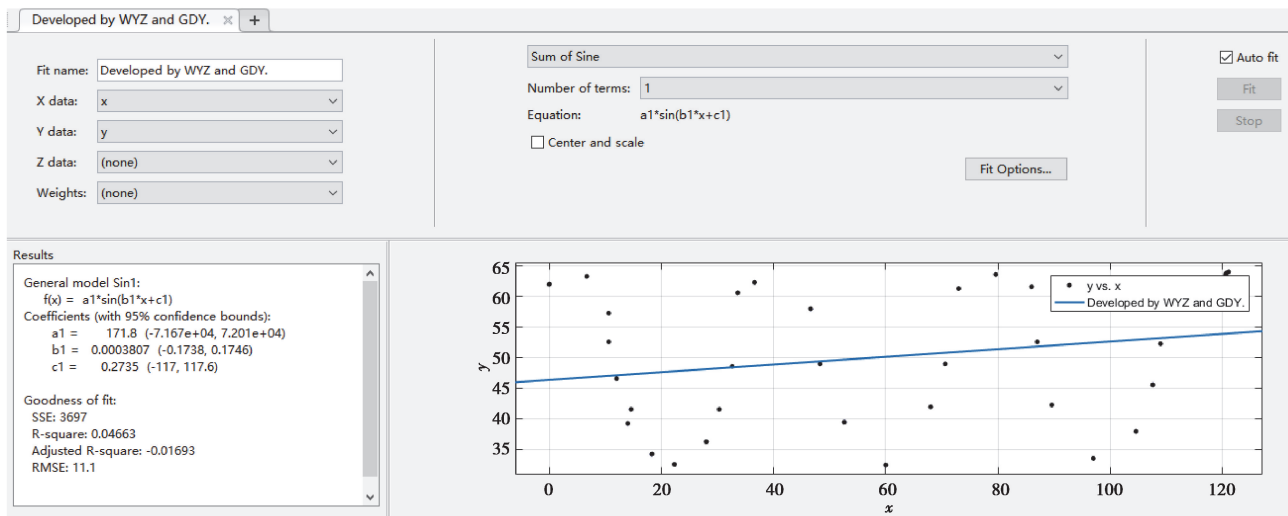 Developed by WYZ and GDY. × +
Fit name: Developed by WYZ and GDY.
X data: x
Y data: y
Z data: (none)
Weights: (none)
Sum of Sine
Number of terms: 1
Equation: a1*sin(b1*x+c1)
Center and scale
Fit Options...
Auto fit
Fit
Stop
Results
General model Sin1:
f(x) = a1*sin(b1*x+c1)
Coefficients (with 95% confidence bounds):
a1 = 171.8 (-7.167e+04, 7.201e+04)
b1 = 0.0003807 (-0.1738, 0.1746)
c1 = 0.2735 (-117, 117.6)
Goodness of fit:
SSE: 3697
R-square: 0.04663
Adjusted R-square: -0.01693
RMSE: 11.1
65
60
55
50
45
40
35
y
y vs. x
Developed by WYZ and GDY.
0 20 40 60 80 100 120
x